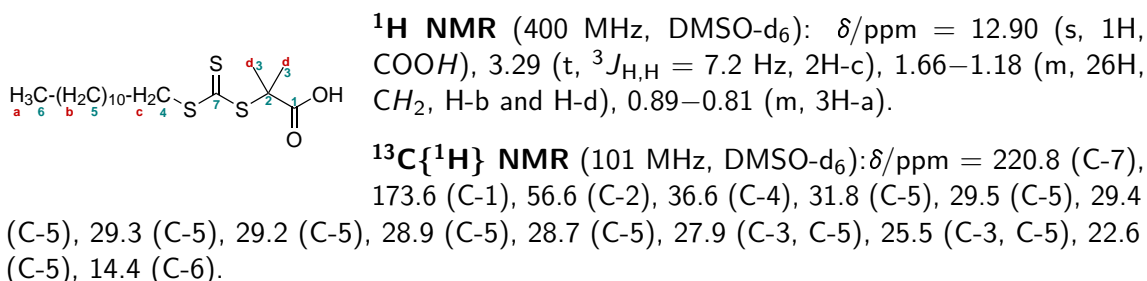 ¹H NMR (400 MHz, DMSO-d₆): δ/ppm = 12.90 (s, 1H,
COOH), 3.29 (t, ³J_H,H = 7.2 Hz, 2H-c), 1.66–1.18 (m, 26H,
CH₂, H-b and H-d), 0.89–0.81 (m, 3H-a).
S
d 3 d 3
H₃C-(H₂C)₁₀-H₂C S 7 S 2 1 OH
a 6 b 5 c 4
O
¹³C{¹H} NMR (101 MHz, DMSO-d₆):δ/ppm = 220.8 (C-7),
173.6 (C-1), 56.6 (C-2), 36.6 (C-4), 31.8 (C-5), 29.5 (C-5), 29.4
(C-5), 29.3 (C-5), 29.2 (C-5), 28.9 (C-5), 28.7 (C-5), 27.9 (C-3, C-5), 25.5 (C-3, C-5), 22.6
(C-5), 14.4 (C-6).